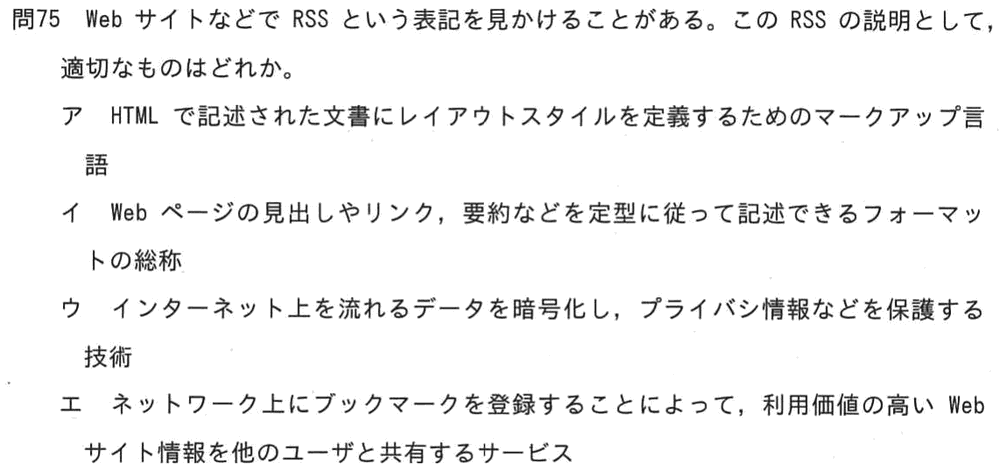 問75 Web サイトなどで RSS という表記を見かけることがある。この RSS の説明として，
適切なものはどれか。
ア HTML で記述された文書にレイアウトスタイルを定義するためのマークアップ言
語
イ Web ページの見出しやリンク，要約などを定型に従って記述できるフォーマッ
トの総称
ウ インターネット上を流れるデータを暗号化し，プライバシ情報などを保護する
技術
エ ネットワーク上にブックマークを登録することによって，利用価値の高い Web
サイト情報を他のユーザと共有するサービス